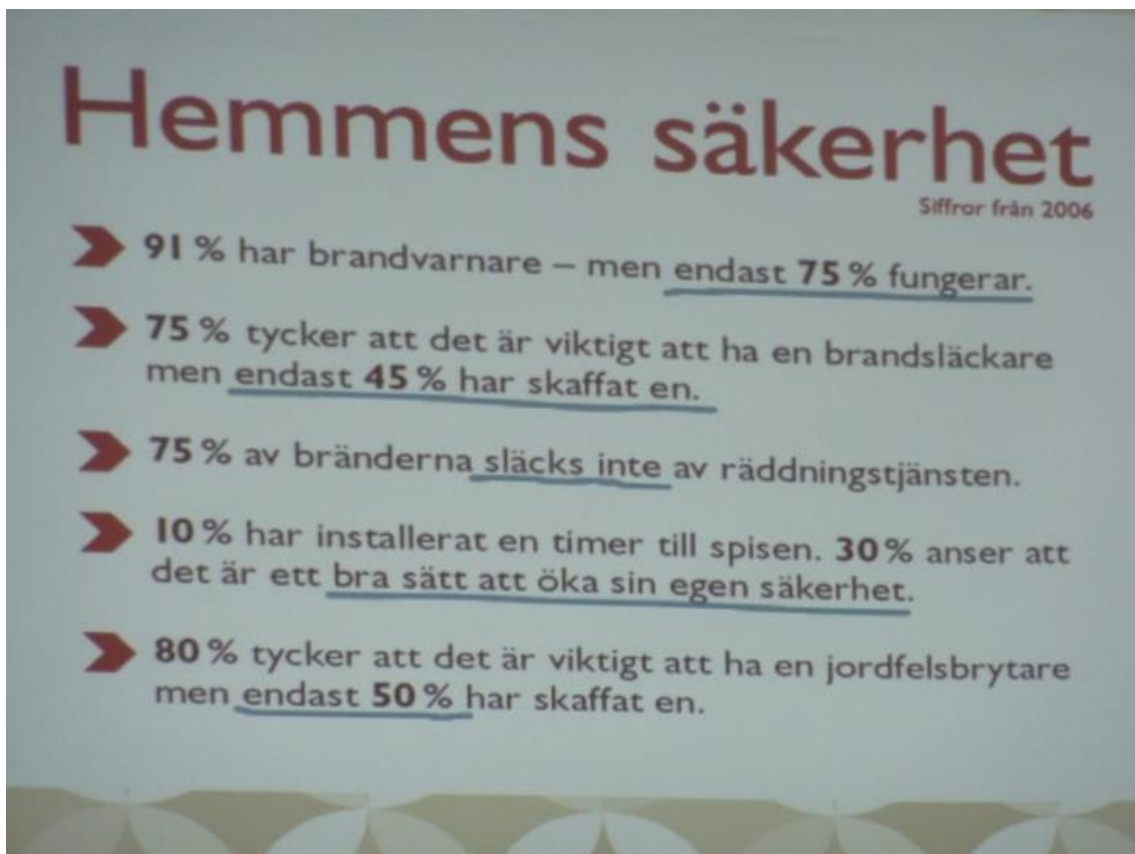 Hemmens säkerhet
Siffror från 2006
91 % har brandvarnare – men endast 75 % fungerar.
75 % tycker att det är viktigt att ha en brandsläckare
men endast 45 % har skaffat en.
75 % av bränderna släcks inte av räddningstjänsten.
10 % har installerat en timer till spisen. 30 % anser att
det är ett bra sätt att öka sin egen säkerhet.
80 % tycker att det är viktigt att ha en jordfelsbrytare
men endast 50 % har skaffat en.